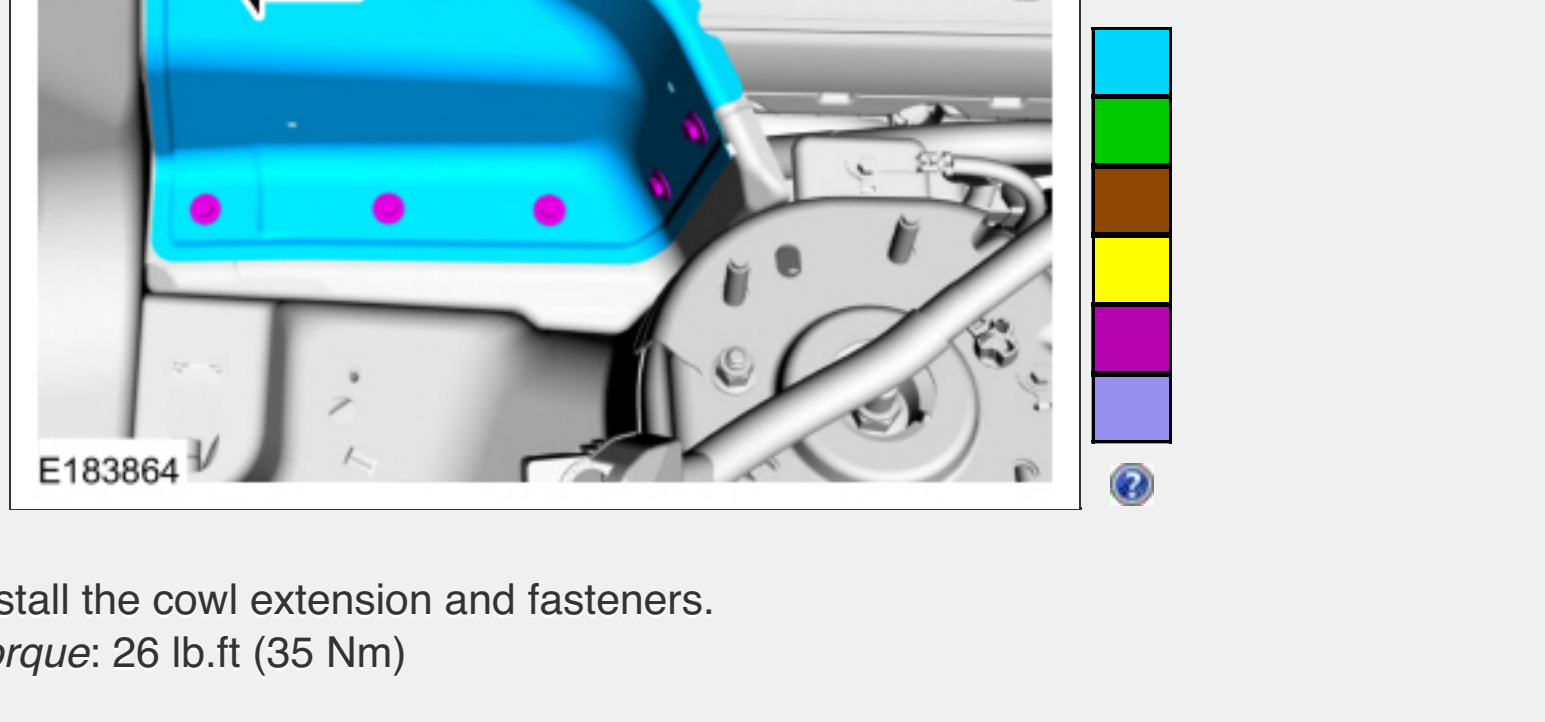 E183864
stall the cowl extension and fasteners.
orque: 26 lb.ft (35 Nm)